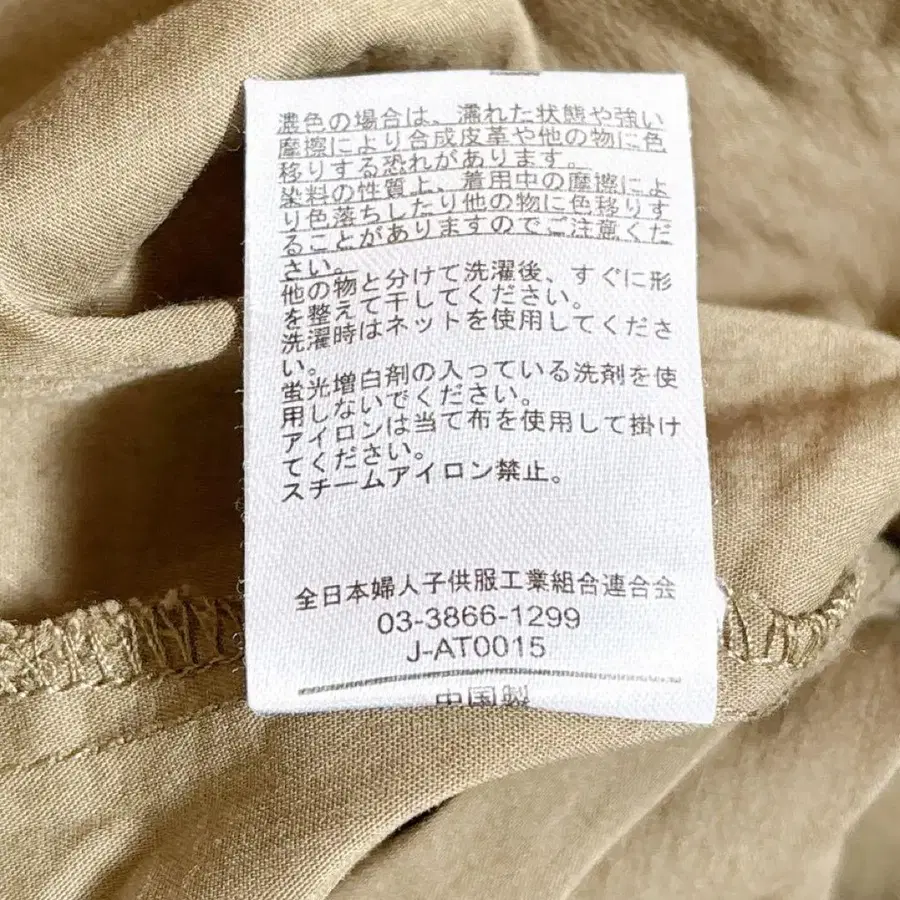 濃色の場合は、濡れた状態や強い
摩擦により合成皮革や他の物に色
移りする恐れがあります。
染料の性質上、着用中の摩擦によ
り色落ちしたり他の物に色移りす
ることがありますのでご注意くだ
さい。
他の物と分けて洗濯後、すぐに形
を整えて干してください。
洗濯時はネットを使用してくださ
い。
蛍光増白剤の入っている洗剤を使
用しないでください。
アイロンは当て布を使用して掛け
てください。
スチームアイロン禁止。
全日本婦人子供服工業組合連合会
03-3866-1299
J-AT0015
中国製